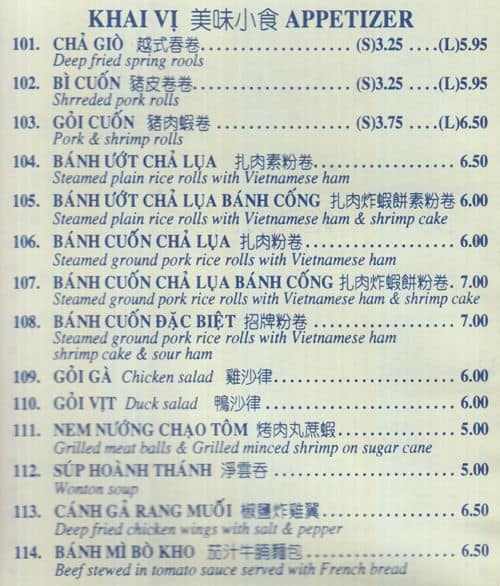 KHAI VỊ 美味小食 APPETIZER
101. CHẢ GIÒ 越式春卷.................... (S)3.25 ....(L)5.95
Deep fried spring rools
102. BÌ CUỐN 豬皮卷卷.................... (S)3.25 ....(L)5.95
Shrreded pork rolls
103. GỎI CUỐN 豬肉蝦卷 ................. (S)3.75 ....(L)6.50
Pork & shrimp rolls
104. BÁNH ƯỚT CHẢ LỤA 扎肉素粉卷...................... 6.50
Steamed plain rice rolls with Vietnamese ham
105. BÁNH ƯỚT CHẢ LỤA BÁNH CỐNG 扎肉炸蝦餅素粉卷 6.00
Steamed plain rice rolls with Vietnamese ham & shrimp cake
106. BÁNH CUỐN CHẢ LỤA 扎肉粉卷...................... 6.00
Steamed ground pork rice rolls with Vietnamese ham
107. BÁNH CUỐN CHẢ LỤA BÁNH CỐNG 扎肉炸蝦餅粉卷. 7.00
Steamed ground pork rice rolls with Vietnamese ham & shrimp cake
108. BÁNH CUỐN ĐẶC BIỆT 招牌粉卷 ..................... 7.00
Steamed ground pork rice rolls with Vietnamese ham
shrimp cake & sour ham
109. GỎI GÀ Chicken salad 雞沙律............................ 6.00
110. GỎI VỊT Duck salad 鴨沙律 ............................ 6.00
111. NEM NƯỚNG CHẠO TÔM 烤肉丸蔗蝦................. 5.00
Grilled meat balls & Grilled minced shrimp on sugar cane
112. SÚP HOÀNH THÁNH 淨雲吞 .......................... 5.00
Wonton soup
113. CÁNH GÀ RANG MUỐI 椒鹽炸雞翼 .................... 6.50
Deep fried chicken wings with salt & pepper
114. BÁNH MÌ BÒ KHO 茄汁牛腩麵包 ...................... 6.50
Beef stewed in tomato sauce served with French bread